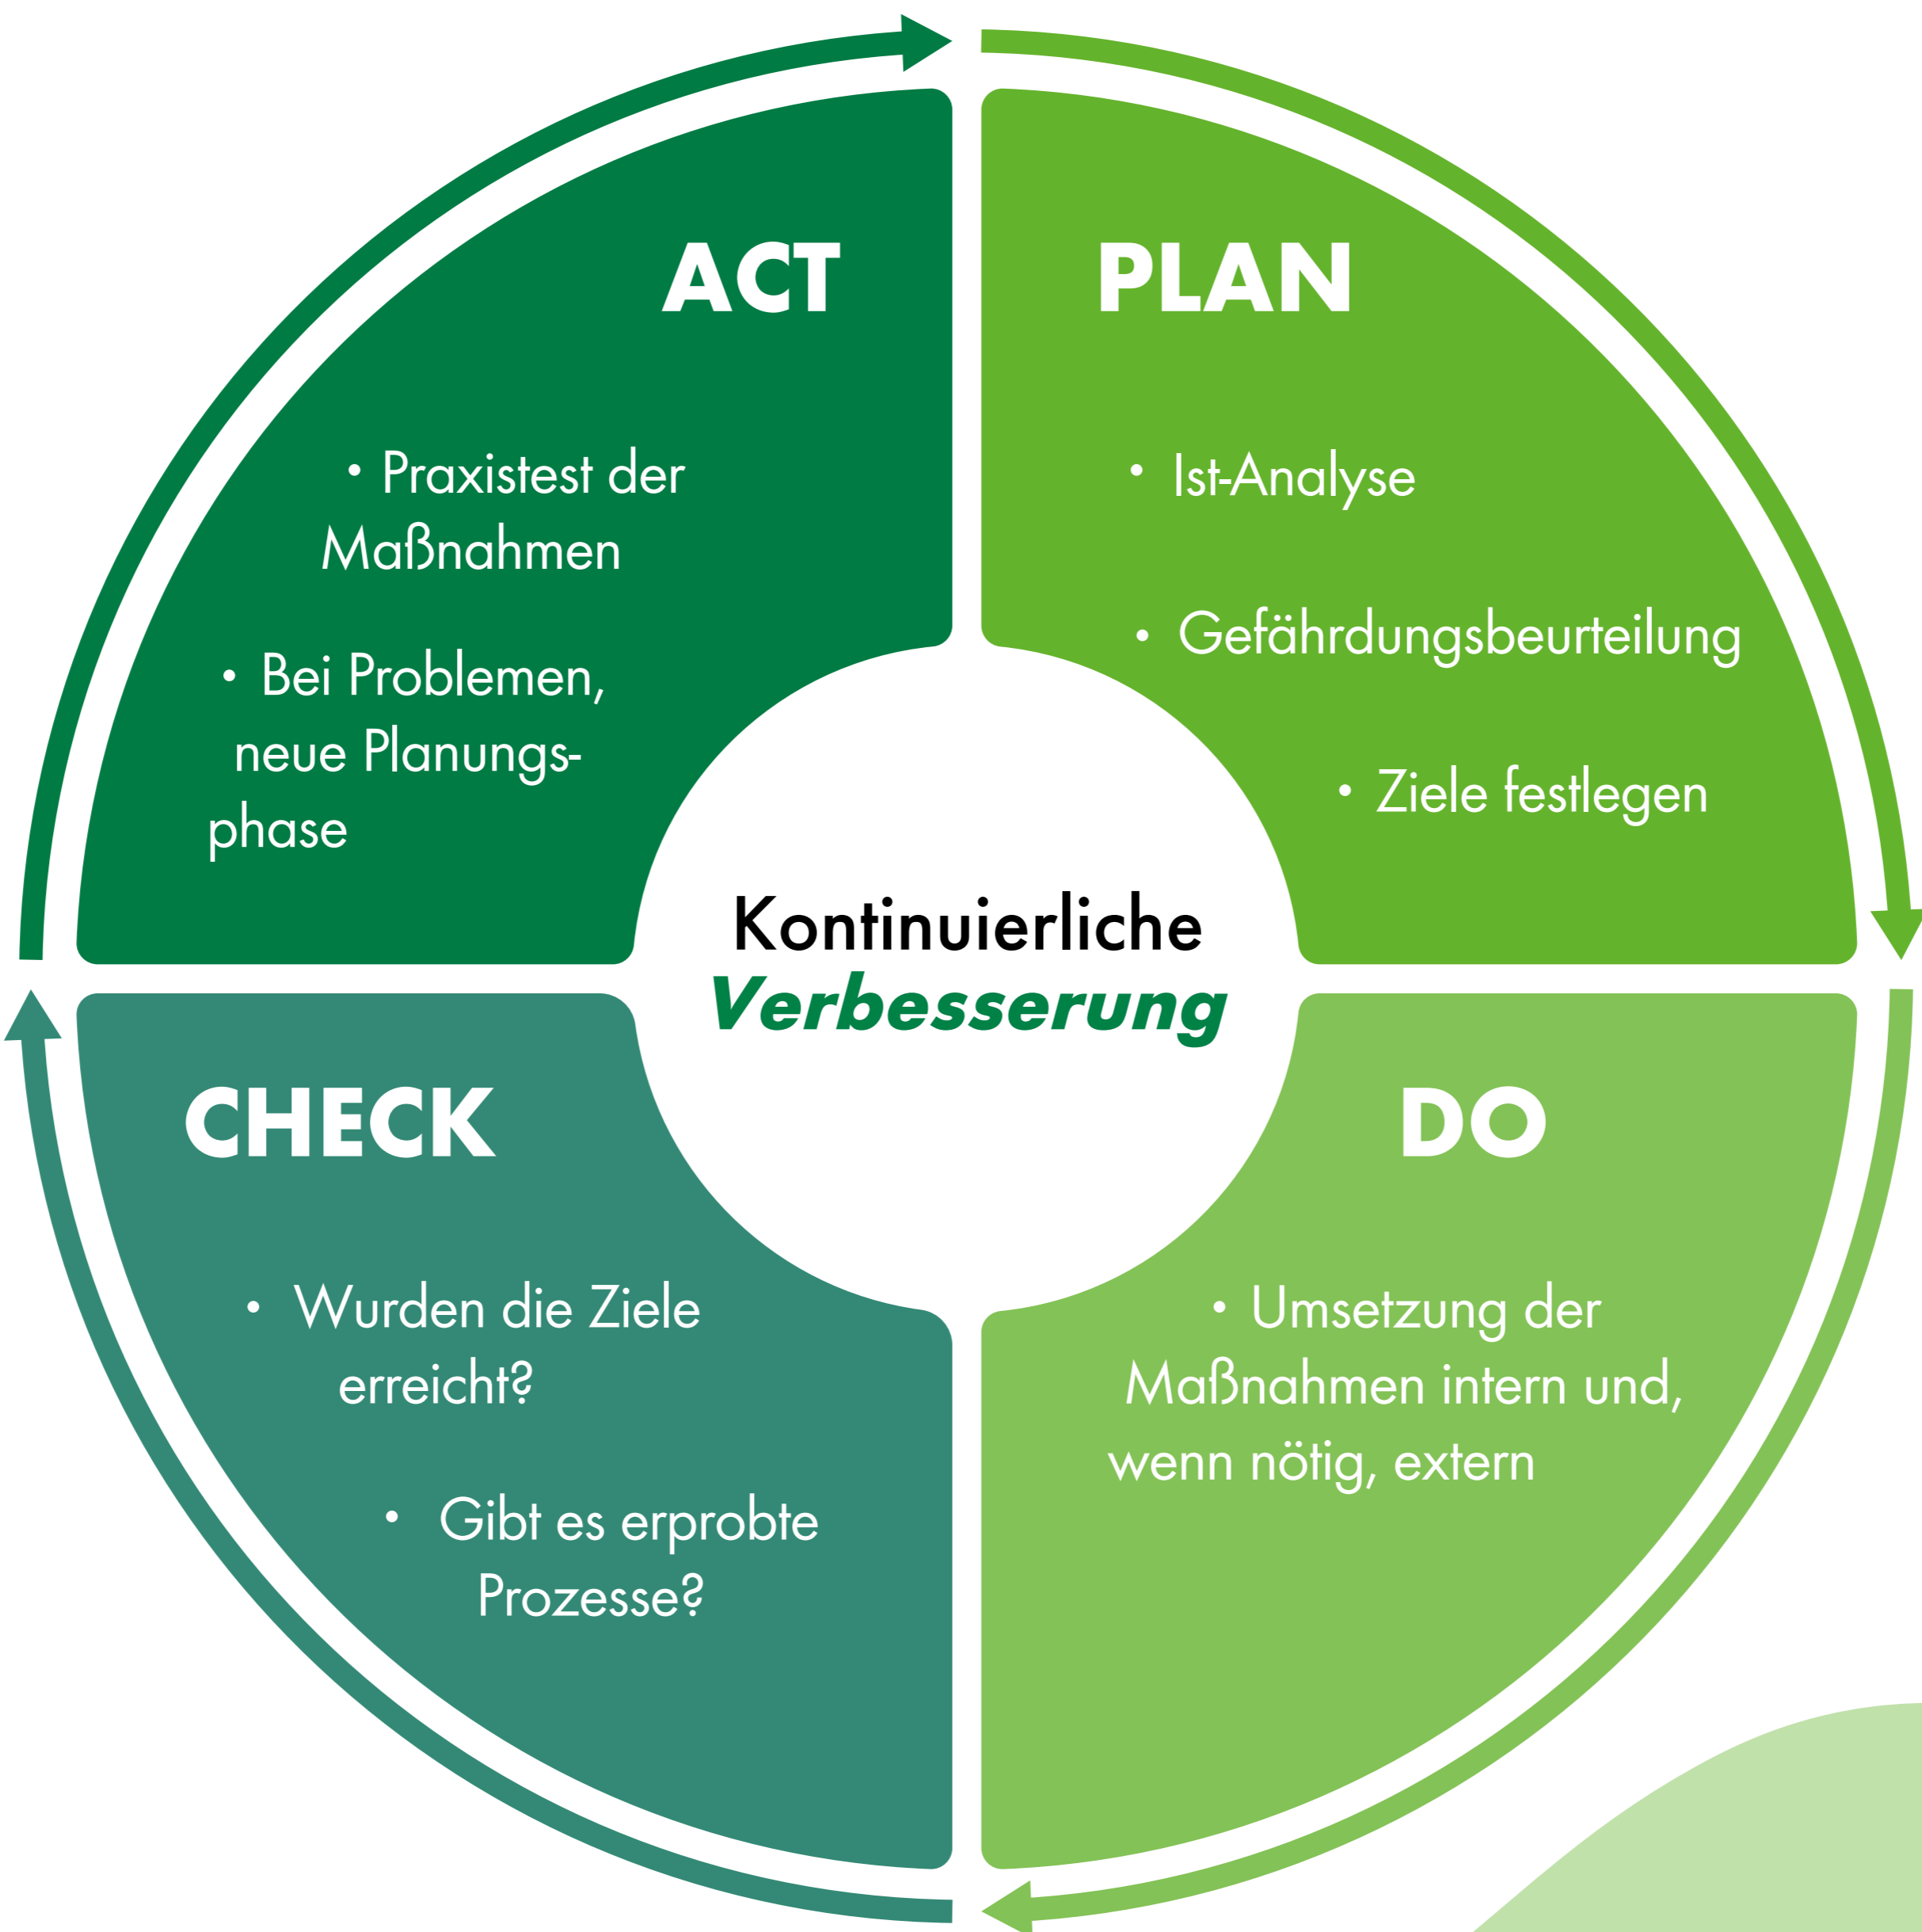 ACT
• Praxistest der
Maßnahmen
• Bei Problemen,
neue Planungs-
phase
PLAN
• Ist-Analyse
• Gefährdungsbeurteilung
• Ziele festlegen
Kontinuierliche
Verbesserung
CHECK
• Wurden die Ziele
erreicht?
• Gibt es erprobte
Prozesse?
DO
• Umsetzung der
Maßnahmen intern und,
wenn nötig, extern